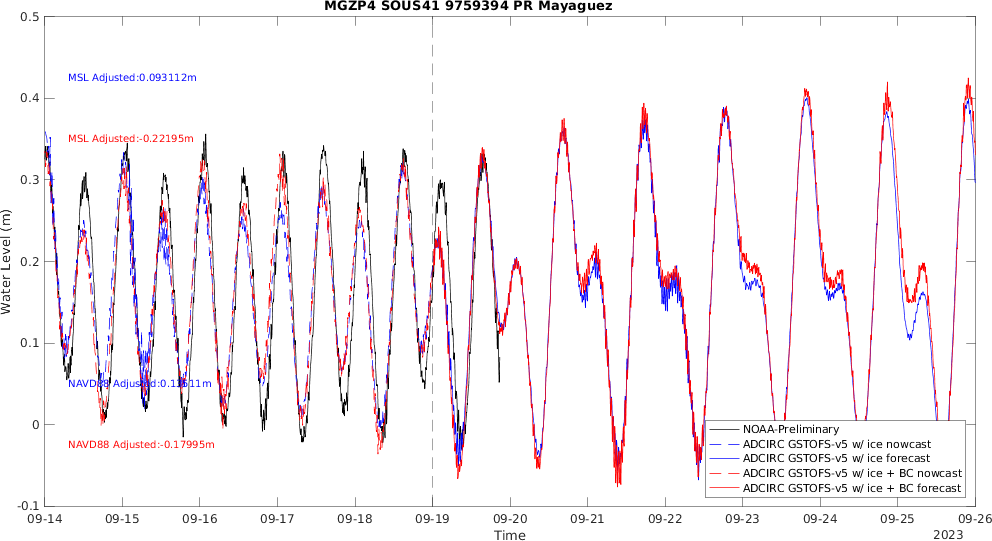 MGZP4 SOUS41 9759394 PR Mayaguez
Water Level (m)
0.5
0.4
0.3
0.2
0.1
0
-0.1
MSL Adjusted:0.093112m
MSL Adjusted:-0.22195m
NAVD88 Adjusted:-0.17995m
NOAA-Preliminary
ADCIRC GSTOFS-v5 w/ ice nowcast
ADCIRC GSTOFS-v5 w/ ice forecast
ADCIRC GSTOFS-v5 w/ ice + BC nowcast
ADCIRC GSTOFS-v5 w/ ice + BC forecast
09-14 09-15 09-16 09-17 09-18 09-19 09-20 09-21 09-22 09-23 09-24 09-25 09-26
Time
2023